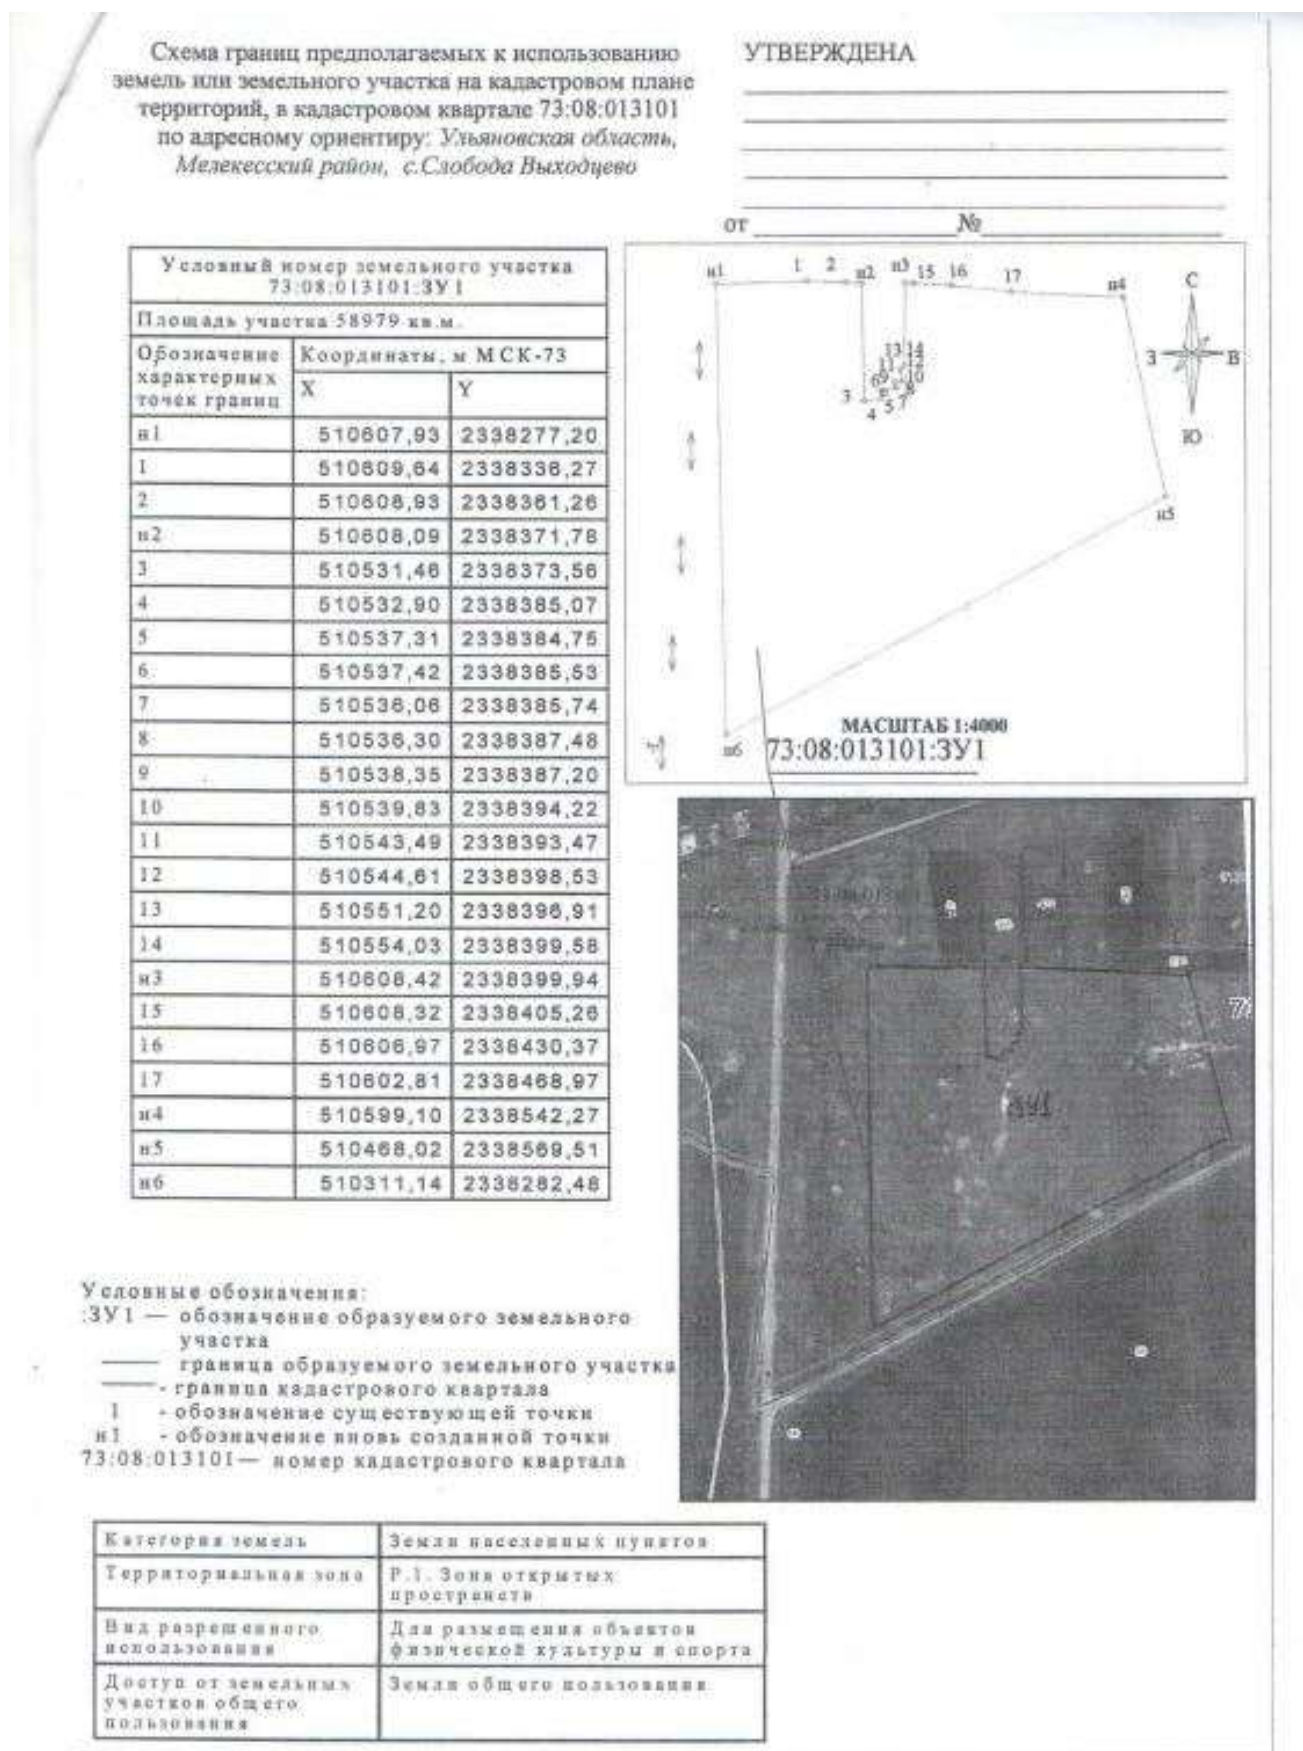 Схема границ предполагаемых к использованию
земель или земельного участка на кадастровом плане
территорий, в кадастровом квартале 73:08:013101
по адресному ориентиру: Ульяновская область,
Мелекесский район, с.Слобода Выходцево
УТВЕРЖДЕНА
от №
Условный номер земельного участка
73:08:013101:ЗУ1
Площадь участка 58979 кв.м.
Обозначение характерных точек границ
Координаты, м МСК-73
X Y
н1 510607,93 2338277,20
1 510609,64 2338336,27
2 510608,93 2338361,26
н2 510608,09 2338371,78
3 510531,46 2338373,56
4 510532,90 2338385,07
5 510537,31 2338384,75
6 510537,42 2338385,53
7 510536,06 2338385,74
8 510536,30 2338387,48
9 510538,35 2338387,20
10 510539,83 2338394,22
11 510543,49 2338393,47
12 510544,61 2338398,53
13 510551,20 2338396,91
14 510554,03 2338399,58
н3 510608,42 2338399,94
15 510608,32 2338405,26
16 510606,97 2338430,37
17 510602,81 2338468,97
н4 510599,10 2338542,27
н5 510468,02 2338569,51
н6 510311,14 2338282,48
н1 1 2 н2 н3 15 16 17 н4
С
З В
Ю
13 14
3 4 5 7
н5
н6
МАСШТАБ 1:4000
73:08:013101:ЗУ1
:ЗУ1
Условные обозначения:
:ЗУ1 — обозначение образуемого земельного
участка
граница образуемого земельного участка
- граница кадастрового квартала
1 - обозначение существующей точки
н1 - обозначение вновь созданной точки
73:08:013101— номер кадастрового квартала
Категория земель Земли населенных пунктов
Территориальная зона Р.1. Зона открытых
пространств
Вид разрешенного Для размещения объектов
использования физической культуры и спорта
Доступ от земельных Земли общего пользования
участков общего
пользования